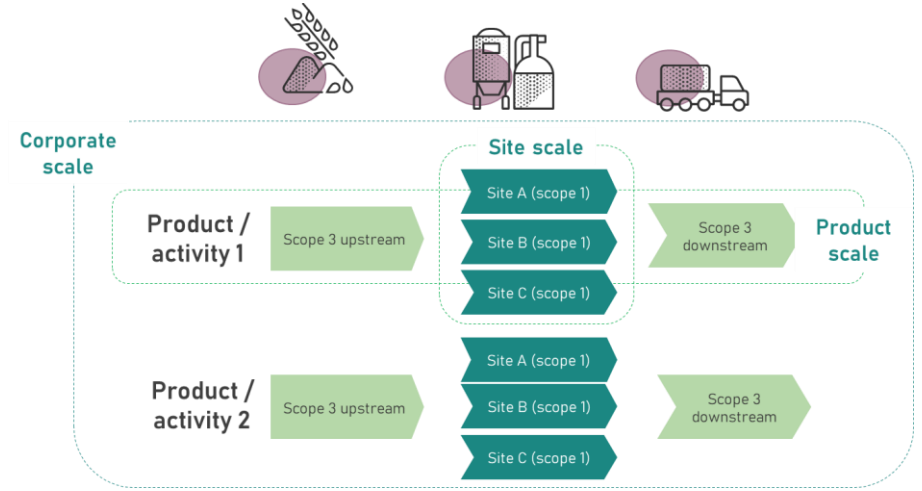 Corporate
scale
Site scale
Site A (scope 1)
Product /
activity 1
Scope 3 upstream
Site B (scope 1)
Scope 3
downstream
Product
scale
Site C (scope 1)
Site A (scope 1)
Product /
activity 2
Scope 3 upstream
Site B (scope 1)
Scope 3
downstream
Site C (scope 1)